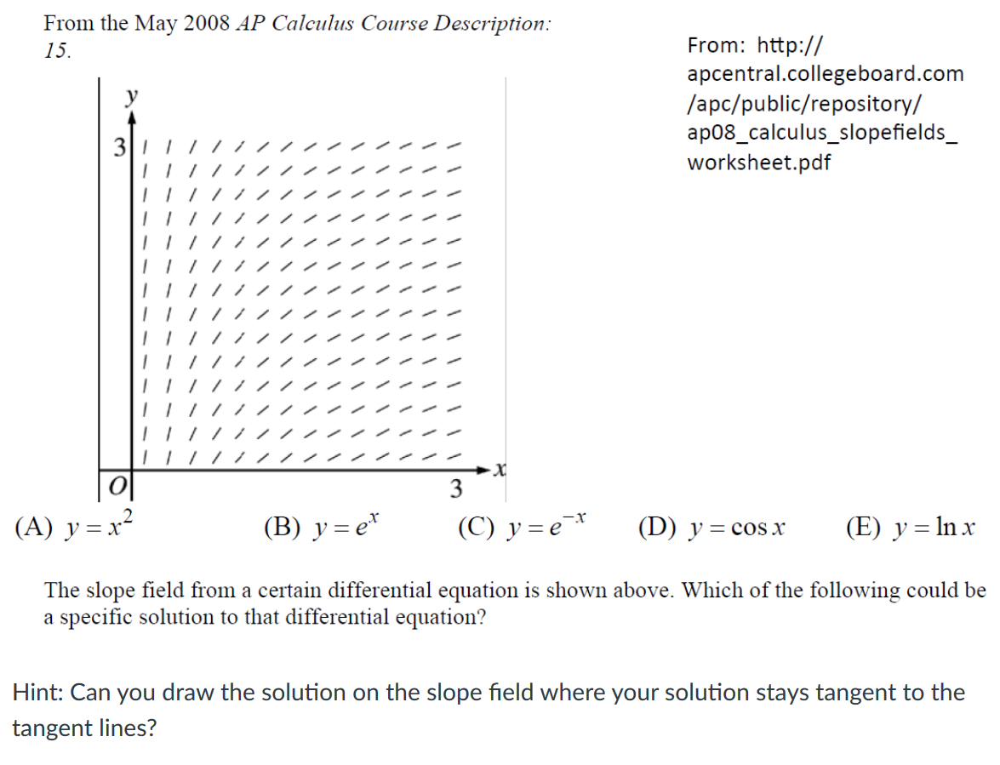 From the May 2008 AP Calculus Course Description:
15.
From: http://
apcentral.collegeboard.com
/apc/public/repository/
ap08_calculus_slopefields_
worksheet.pdf
y
3
O
3
x
(A) y = x²
(B) y = eˣ
(C) y = e⁻ˣ
(D) y = cos x
(E) y = ln x
The slope field from a certain differential equation is shown above. Which of the following could be
a specific solution to that differential equation?
Hint: Can you draw the solution on the slope field where your solution stays tangent to the
tangent lines?